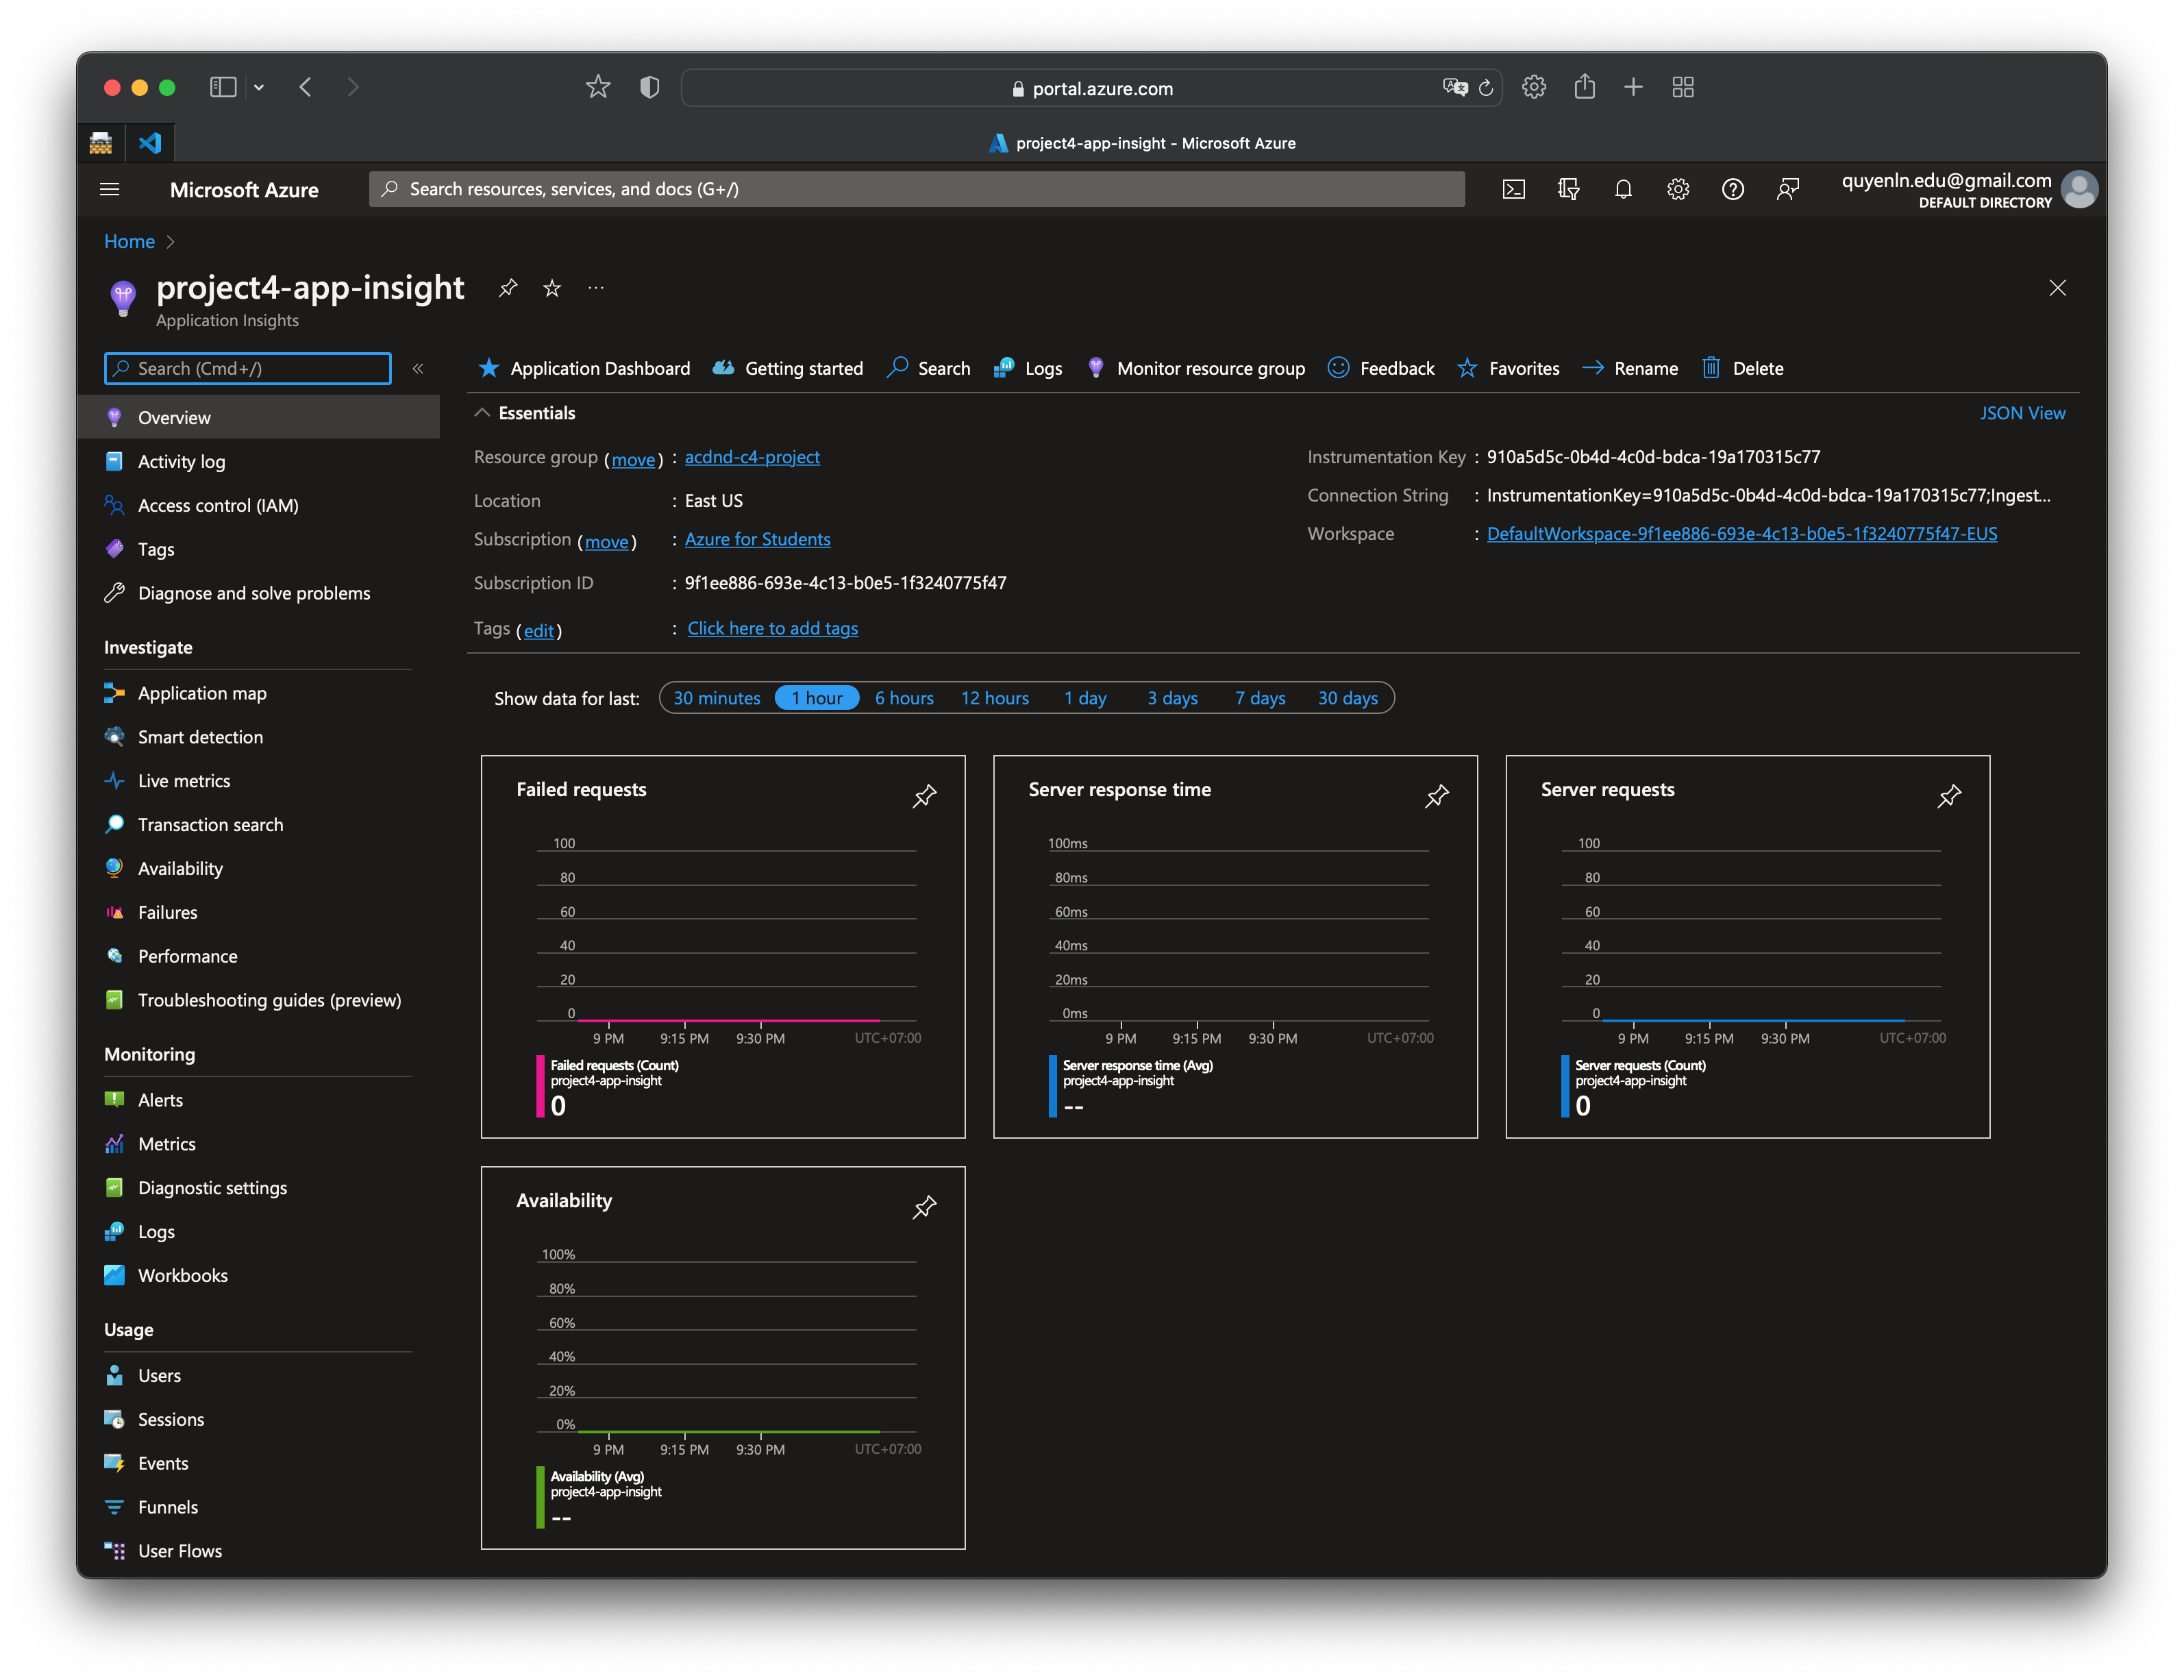 portal.azure.com
project4-app-insight - Microsoft Azure
Microsoft Azure
Search resources, services, and docs (G+/)
quyenln.edu@gmail.com
DEFAULT DIRECTORY
Home
project4-app-insight
Application Insights
Search (Cmd+/)
Application Dashboard Getting started Search Logs Monitor resource group Feedback Favorites Rename Delete
Overview
Activity log
Access control (IAM)
Tags
Diagnose and solve problems
Investigate
Application map
Smart detection
Live metrics
Transaction search
Availability
Failures
Performance
Troubleshooting guides (preview)
Monitoring
Alerts
Metrics
Diagnostic settings
Logs
Workbooks
Usage
Users
Sessions
Events
Funnels
User Flows
Essentials
JSON View
Resource group (move) : acdnd-c4-project
Location : East US
Subscription (move) : Azure for Students
Subscription ID : 9f1ee886-693e-4c13-b0e5-1f3240775f47
Tags (edit) : Click here to add tags
Instrumentation Key : 910a5d5c-0b4d-4c0d-bdca-19a170315c77
Connection String : InstrumentationKey=910a5d5c-0b4d-4c0d-bdca-19a170315c77;Ingest...
Workspace : DefaultWorkspace-9f1ee886-693e-4c13-b0e5-1f3240775f47-EUS
Show data for last: 30 minutes 1 hour 6 hours 12 hours 1 day 3 days 7 days 30 days
Failed requests
100
80
60
40
20
0
9 PM 9:15 PM 9:30 PM UTC+07:00
Failed requests (Count)
project4-app-insight
0
Server response time
100ms
80ms
60ms
40ms
20ms
0ms
9 PM 9:15 PM 9:30 PM UTC+07:00
Server response time (Avg)
project4-app-insight
--
Server requests
100
80
60
40
20
0
9 PM 9:15 PM 9:30 PM UTC+07:00
Server requests (Count)
project4-app-insight
0
Availability
100%
80%
60%
40%
20%
0%
9 PM 9:15 PM 9:30 PM UTC+07:00
Availability (Avg)
project4-app-insight
--